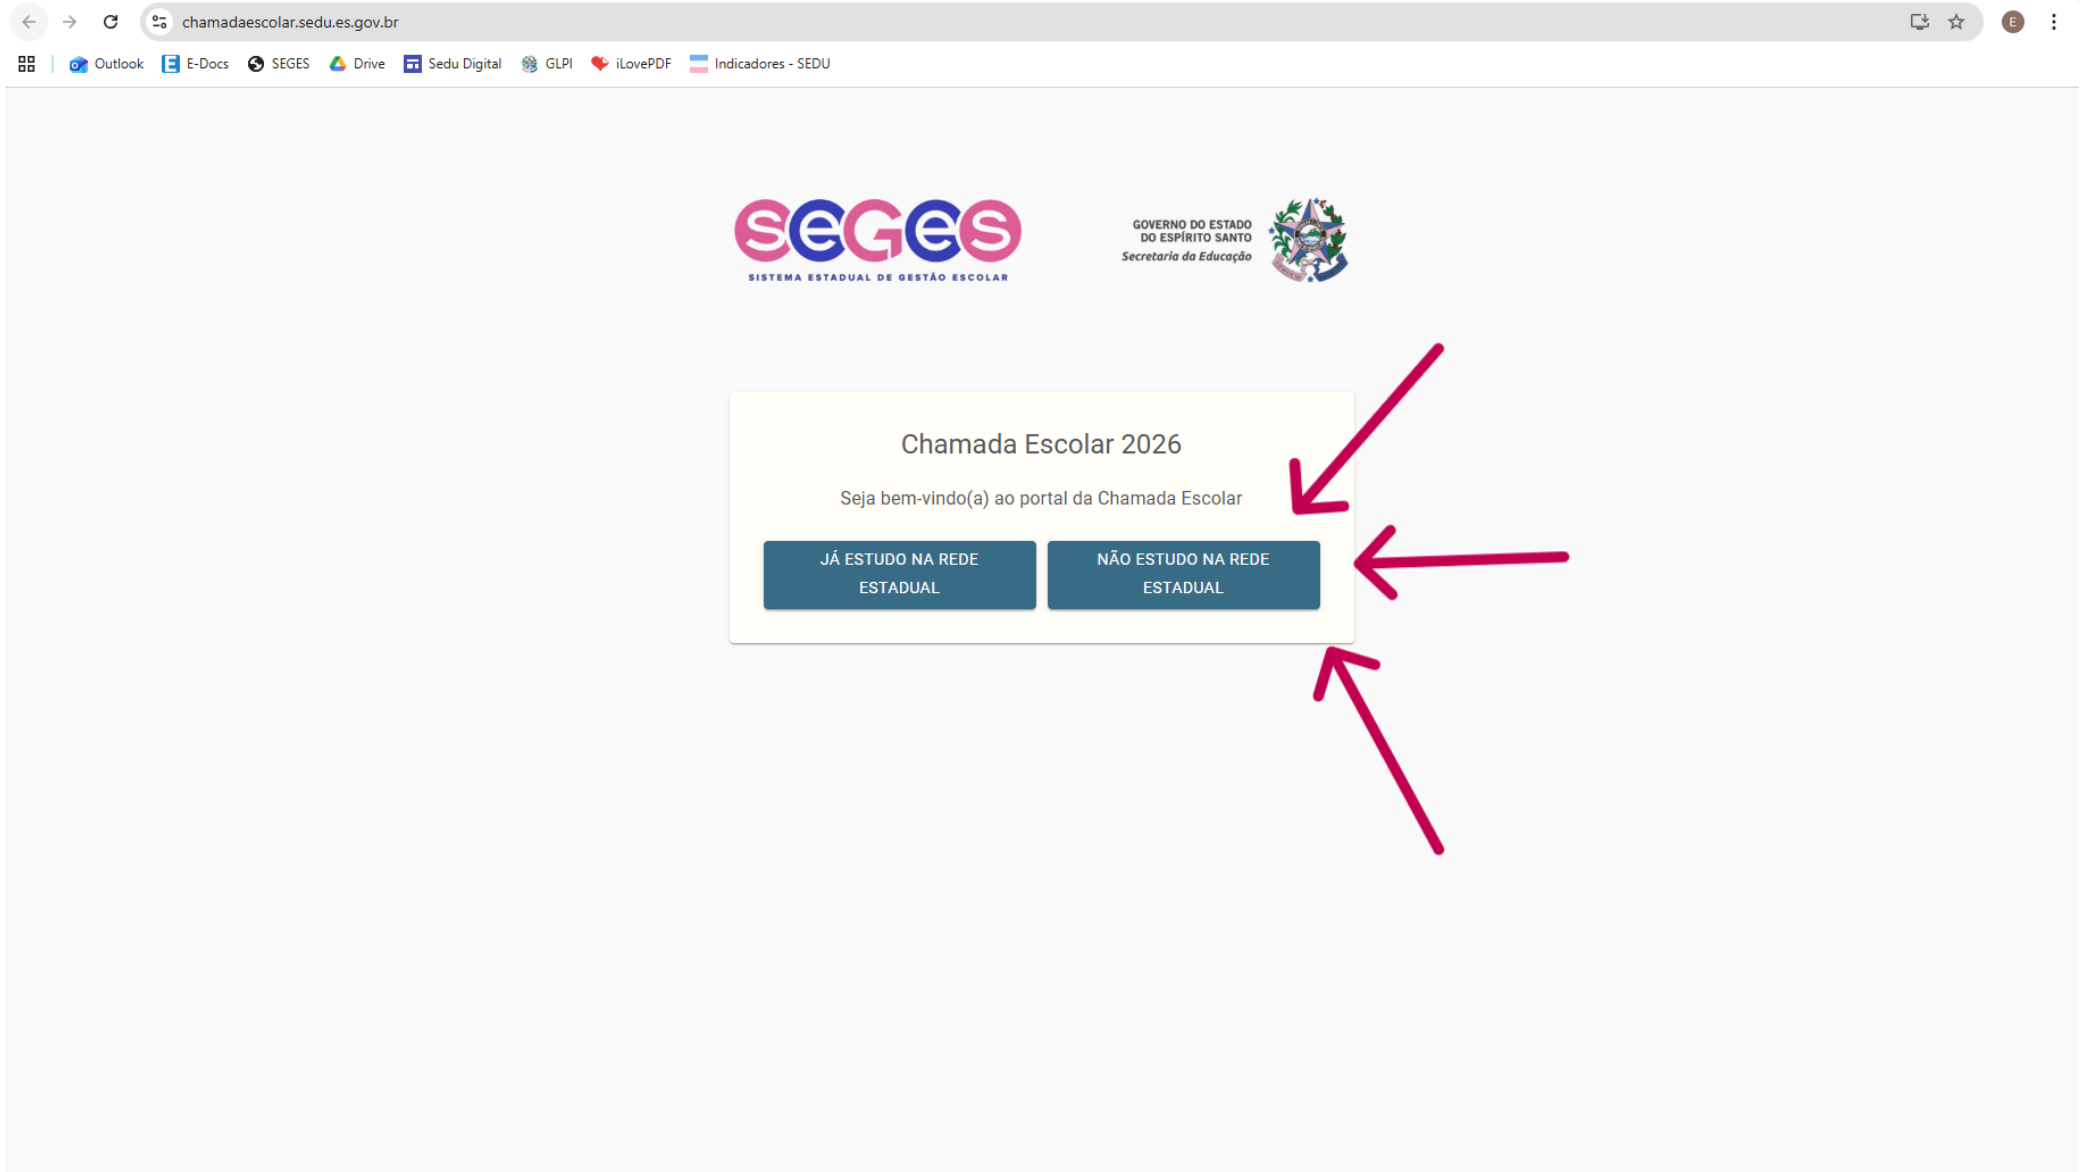 chamadaescolar.sedu.es.gov.br
E
Outlook E-Docs SEGES Drive Sedu Digital GLPI iLovePDF Indicadores - SEDU
SEGES
SISTEMA ESTADUAL DE GESTÃO ESCOLAR
GOVERNO DO ESTADO
DO ESPÍRITO SANTO
Secretaria da Educação
Chamada Escolar 2026
Seja bem-vindo(a) ao portal da Chamada Escolar
JÁ ESTUDO NA REDE
ESTADUAL
NÃO ESTUDO NA REDE
ESTADUAL